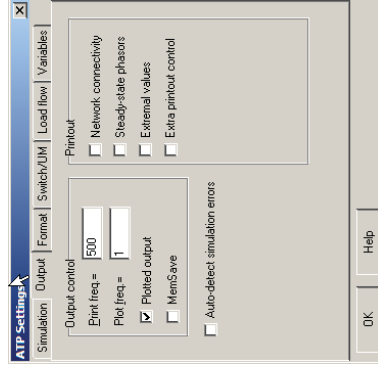 ATP Settings
Simulation Output Format Switch/UM Load flow Variables
Output control
Print freq.= 500
Plot freq.= 1
Plotted output
MemSave
Auto-detect simulation errors
Printout
Network connectivity
Steady-state phasors
Extremal values
Extra printout control
OK Help